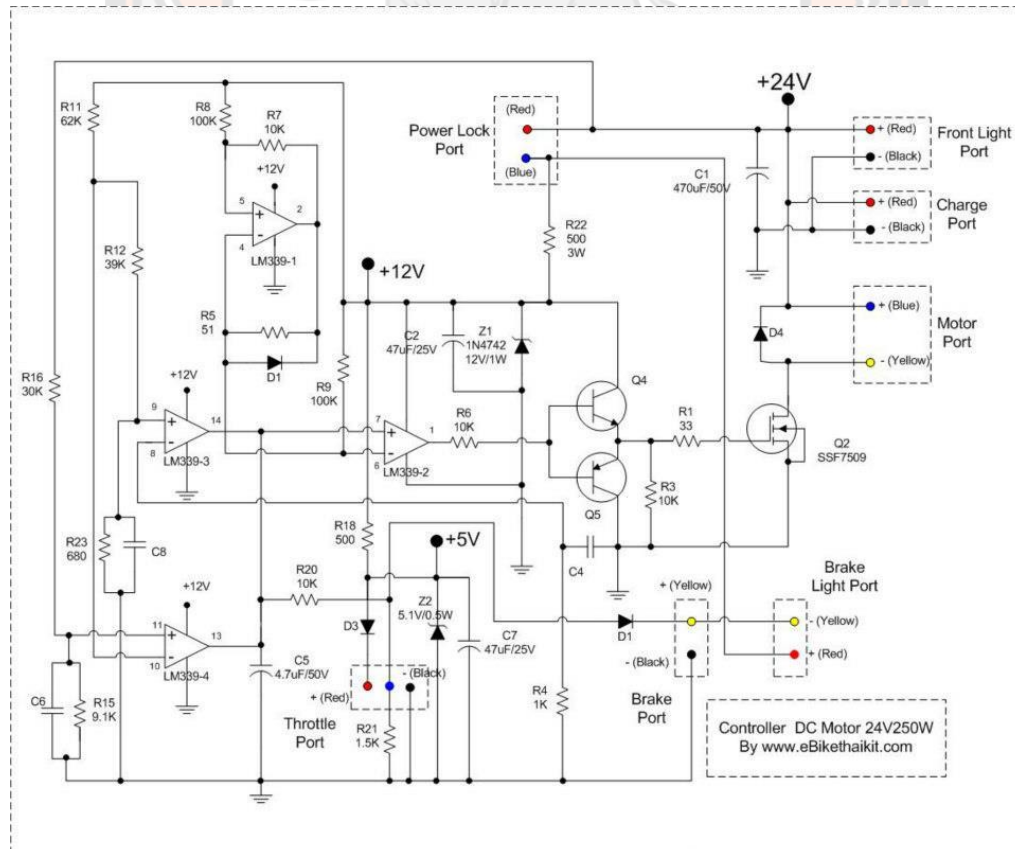 +24V
R11
62K
R8
100K
R7
10K
+12V
5
+
2
4
-
LM339-1
Power Lock
Port
(Red)
(Blue)
+ (Red)
- (Black)
Front Light
Port
C1
470uF/50V
+ (Red)
- (Black)
Charge
Port
R12
39K
R22
500
3W
+12V
R5
51
D1
C2
47uF/25V
Z1
1N4742
12V/1W
+ (Blue)
- (Yellow)
Motor
Port
D4
R16
30K
R9
100K
+12V
9
+
14
8
-
LM339-3
7
+
1
6
-
LM339-2
R6
10K
Q4
Q5
R1
33
R3
10K
Q2
SSF7509
R23
680
C8
R18
500
+5V
C4
R20
10K
+12V
11
+
13
10
-
LM339-4
D3
Z2
5.1V/0.5W
C7
47uF/25V
D1
+ (Yellow)
- (Black)
Brake
Port
Brake
Light Port
- (Yellow)
+ (Red)
C6
R15
9.1K
C5
4.7uF/50V
+ (Red)
- (Black)
Throttle
Port
R21
1.5K
R4
1K
Controller DC Motor 24V250W
By www.eBikethaikit.com